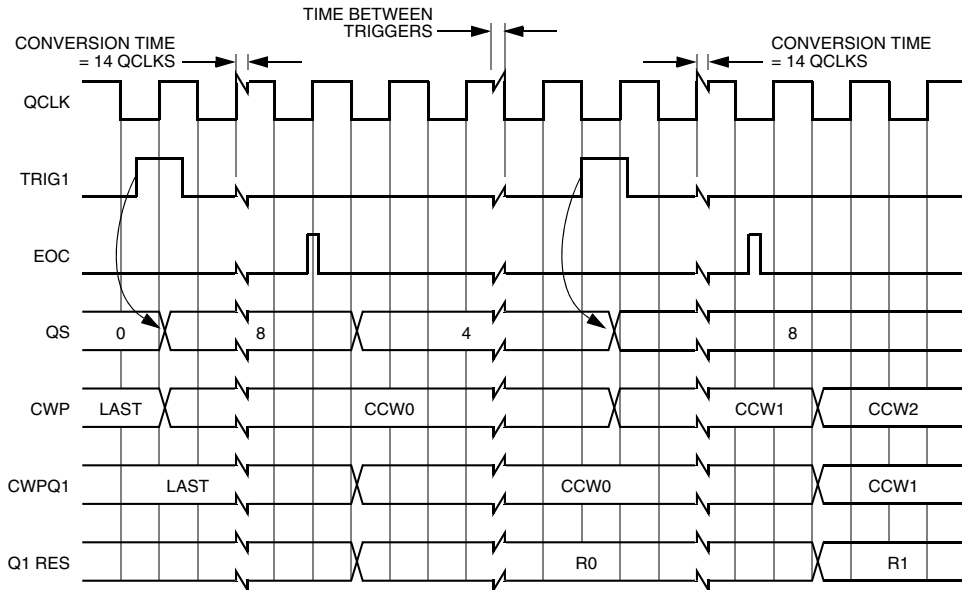 TIME BETWEEN
TRIGGERS
CONVERSION TIME
= 14 QCLKS
CONVERSION TIME
= 14 QCLKS
QCLK
TRIG1
EOC
QS 0 8 4 8
CWP LAST CCW0 CCW1 CCW2
CWPQ1 LAST CCW0 CCW1
Q1 RES R0 R1